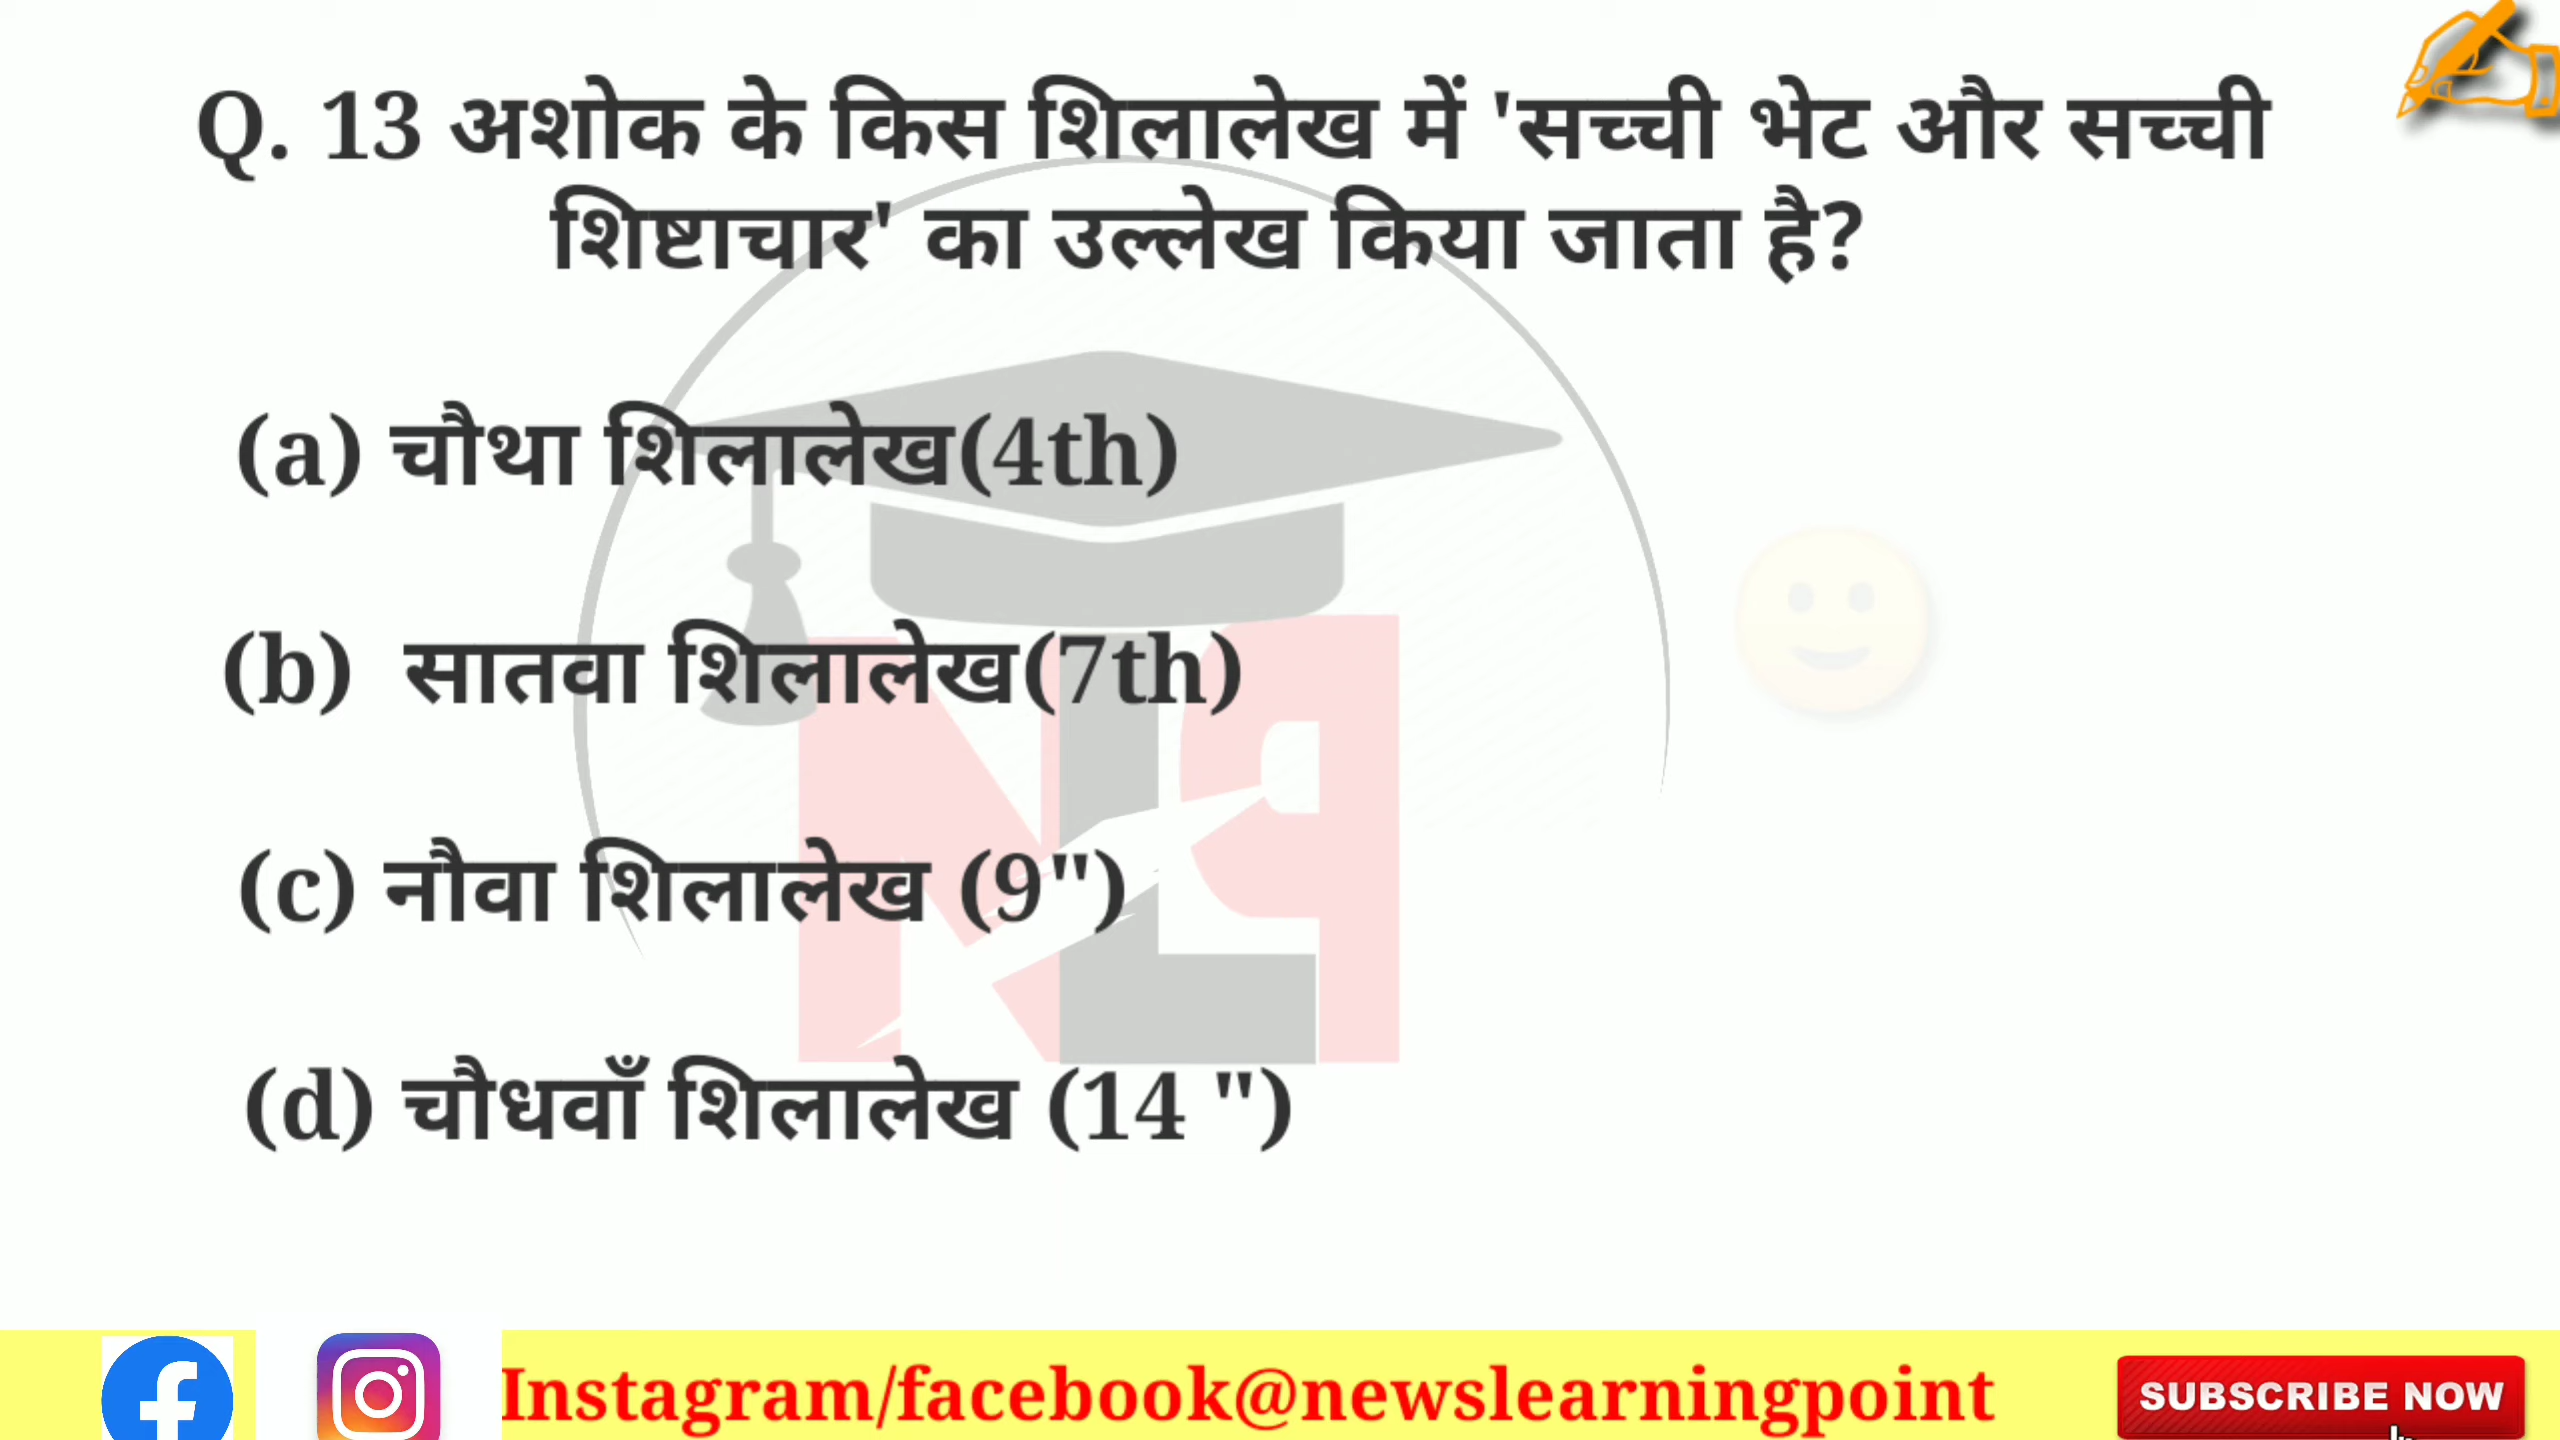 Q. 13 अशोक के किस शिलालेख में 'सच्ची भेट और सच्ची
शिष्टाचार' का उल्लेख किया जाता है?
(a) चौथा शिलालेख(4th)
(b) सातवा शिलालेख(7th)
(c) नौवा शिलालेख (9")
(d) चौधवाँ शिलालेख (14 ")
Instagram/facebook@newslearningpoint
SUBSCRIBE NOW